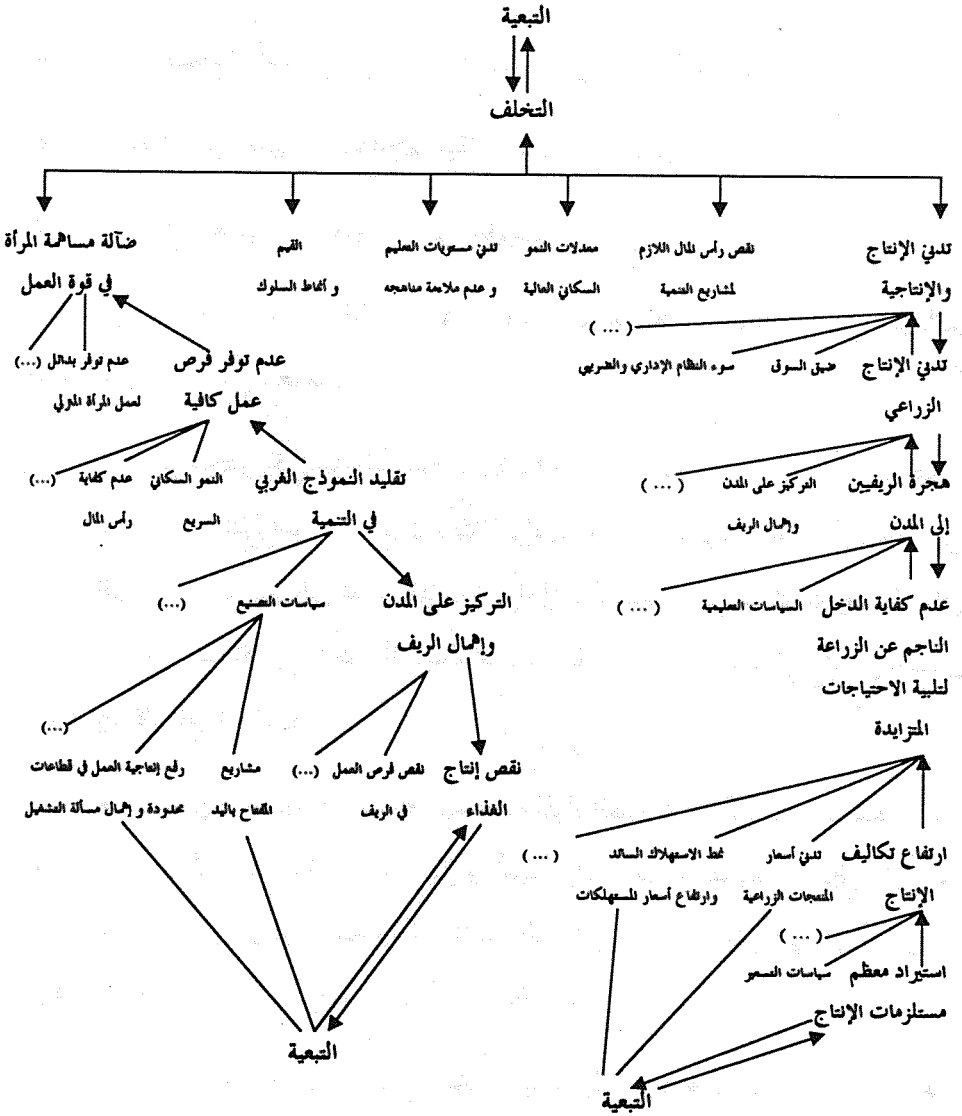 التبعية
التخلف
تدني الإنتاج
والإنتاجية
نقص رأس المال اللازم
لمشاريع التنمية
معدلات النمو
السكاني العالية
تدني مستويات التعليم
و عدم ملاءمة مناهجه
القيم
و أنماط السلوك
ضآلة مساهمة المرأة
في قوة العمل
( ... )
تدني الإنتاج
الزراعي
ضيق السوق
سوء النظام الإداري والضريبي
هجرة الريفيين
إلى المدن
التركيز على المدن
وإهمال الريف
( ... )
عدم كفاية الدخل
الناجم عن الزراعة
لتلبية الاحتياجات
المتزايدة
السياسات التعليمية
( ... )
ارتفاع تكاليف
الإنتاج
تدني أسعار
المنتجات الزراعية
نمط الاستهلاك السائد
وارتفاع أسعار المستهلكات
( ... )
( ... )
استيراد معظم
مستلزمات الإنتاج
سياسات التسعير
التبعية
عدم توفر فرص
عمل كافية
عدم توفر بدائل
لعمل المرأة المنزلي
(...)
تقليد النموذج الغربي
في التنمية
النمو السكاني
السريع
عدم كفاية
رأس المال
(...)
التركيز على المدن
وإهمال الريف
سياسات التصنيع
(...)
نقص إنتاج
الغذاء
نقص فرص العمل
في الريف
(...)
مشاريع
المفتاح باليد
رفع إنتاجية العمل في قطاعات
محدودة و إهمال مسألة التشغيل
(...)
التبعية